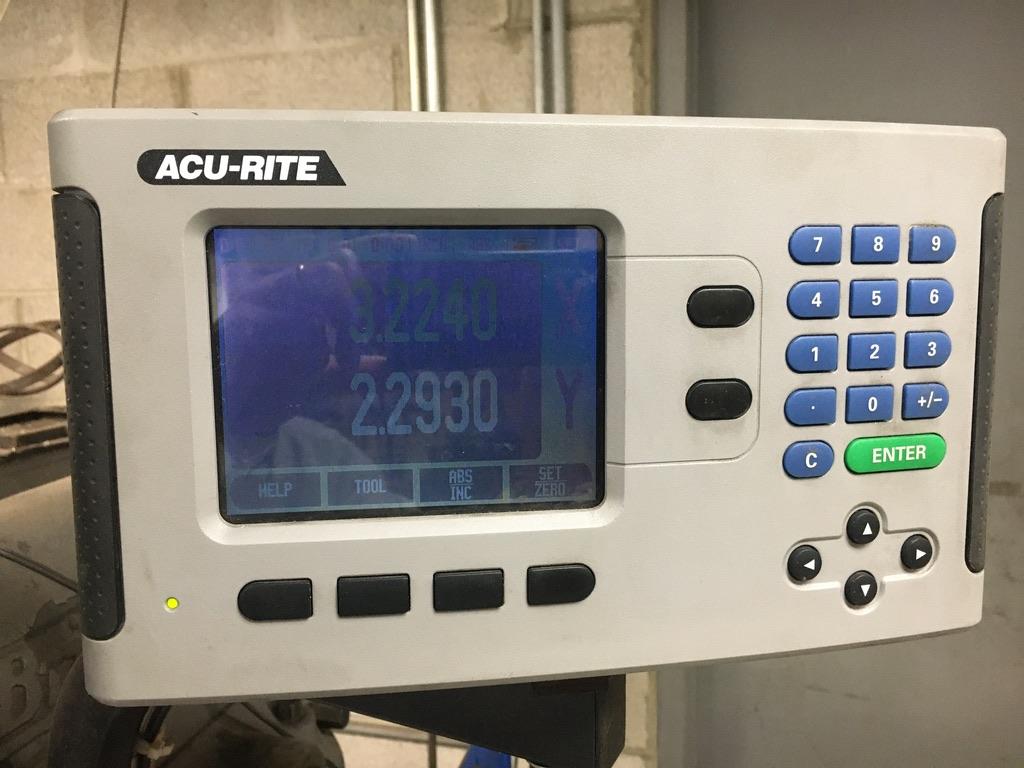 ACU-RITE
3.2240 X
2.2930 Y
HELP TOOL ABS INC SET ZERO
7 8 9
4 5 6
1 2 3
. 0 +/-
C ENTER